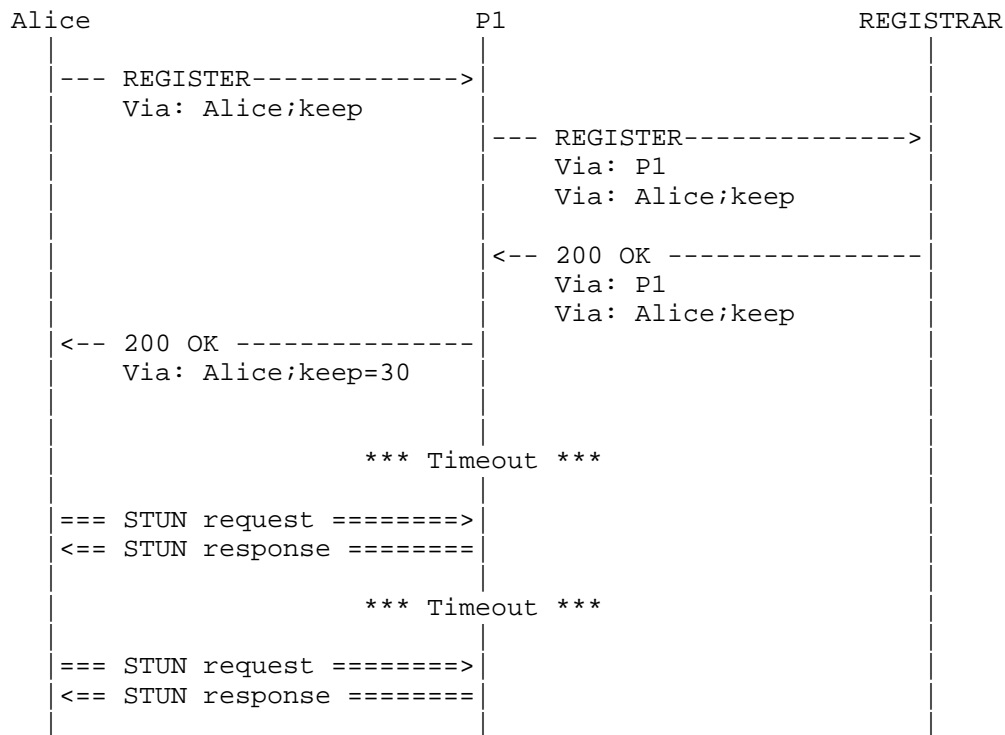 Alice P1 REGISTRAR
|--- REGISTER------------->|
Via: Alice;keep
|--- REGISTER-------------->|
Via: P1
Via: Alice;keep
|<-- 200 OK ----------------|
Via: P1
Via: Alice;keep
|<-- 200 OK ---------------|
Via: Alice;keep=30
*** Timeout ***
|=== STUN request ========>|
|<== STUN response ========|
*** Timeout ***
|=== STUN request ========>|
|<== STUN response ========|